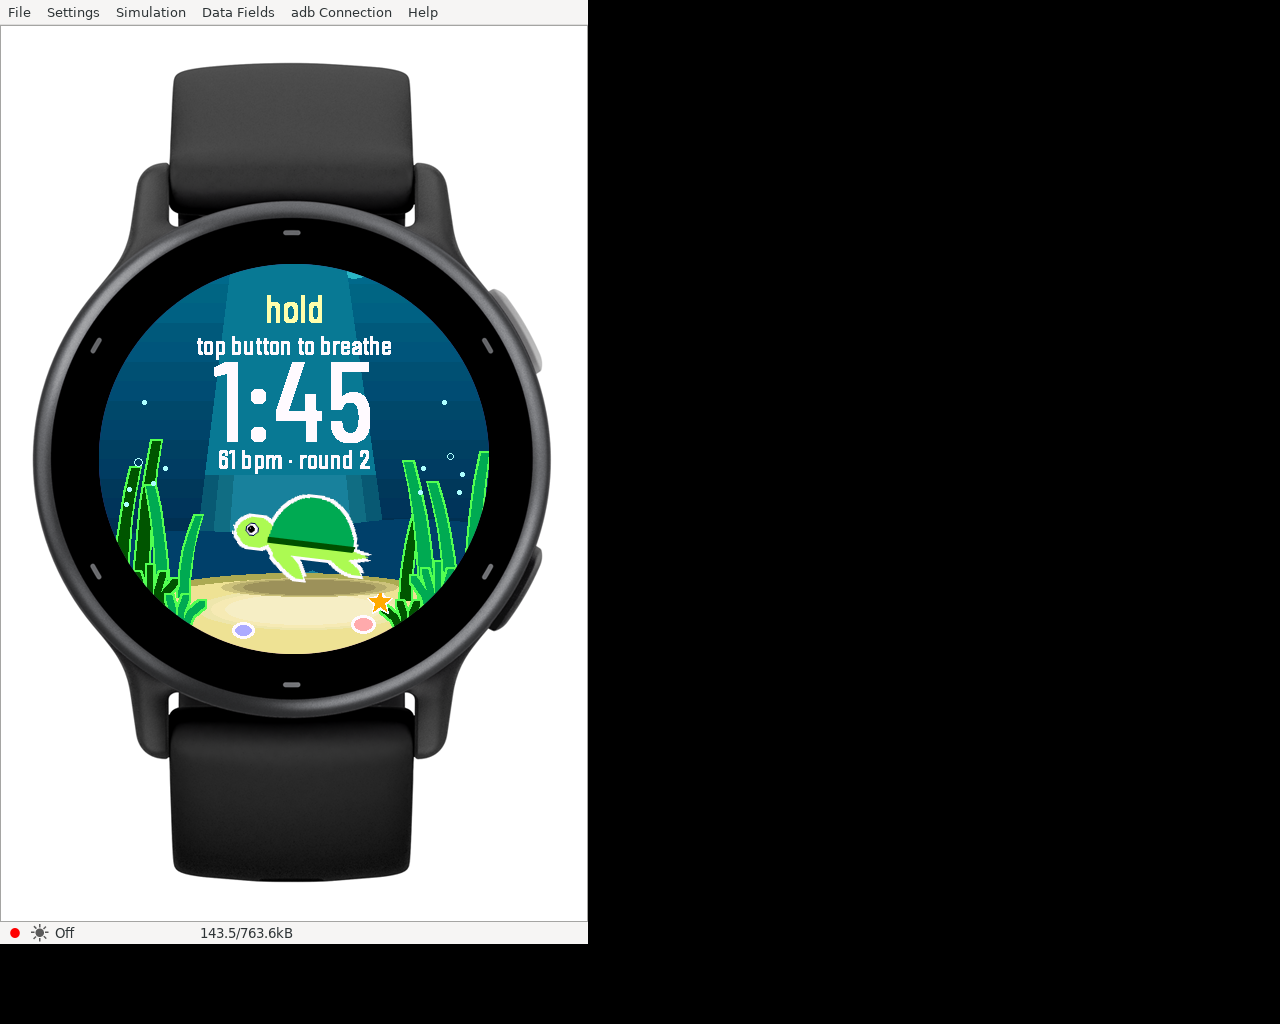 File Settings Simulation Data Fields adb Connection Help
hold
top button to breathe
1:45
61 bpm · round 2
Off 143.5/763.6kB